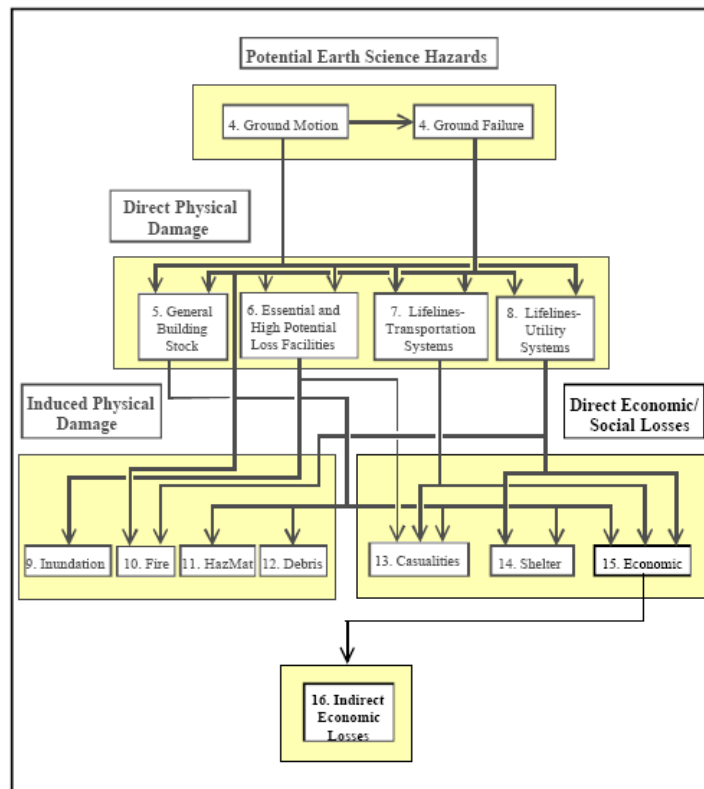 Potential Earth Science Hazards
4. Ground Motion
4. Ground Failure
Direct Physical
Damage
5. General
Building
Stock
6. Essential and
High Potential
Loss Facilities
7. Lifelines-
Transportation
Systems
8. Lifelines-
Utility
Systems
Induced Physical
Damage
Direct Economic/
Social Losses
9. Inundation
10. Fire
11. HazMat
12. Debris
13. Casualities
14. Shelter
15. Economic
16. Indirect
Economic
Losses